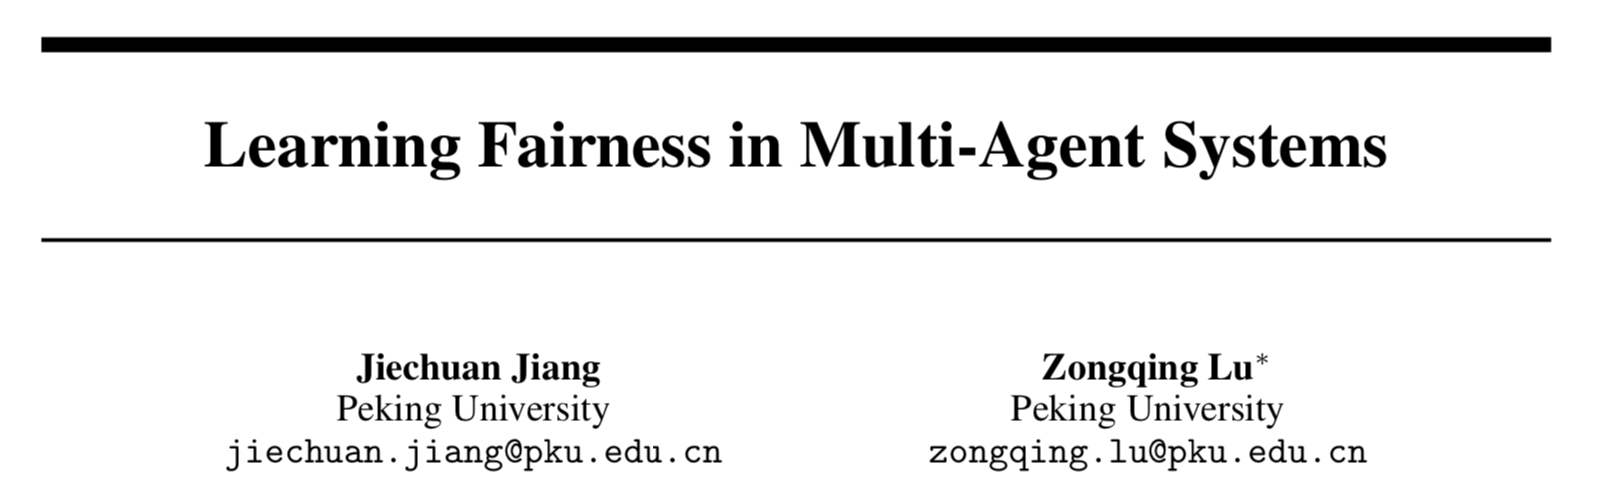 Learning Fairness in Multi-Agent Systems
Jiechuan Jiang
Peking University
jiechuan.jiang@pku.edu.cn
Zongqing Lu*
Peking University
zongqing.lu@pku.edu.cn